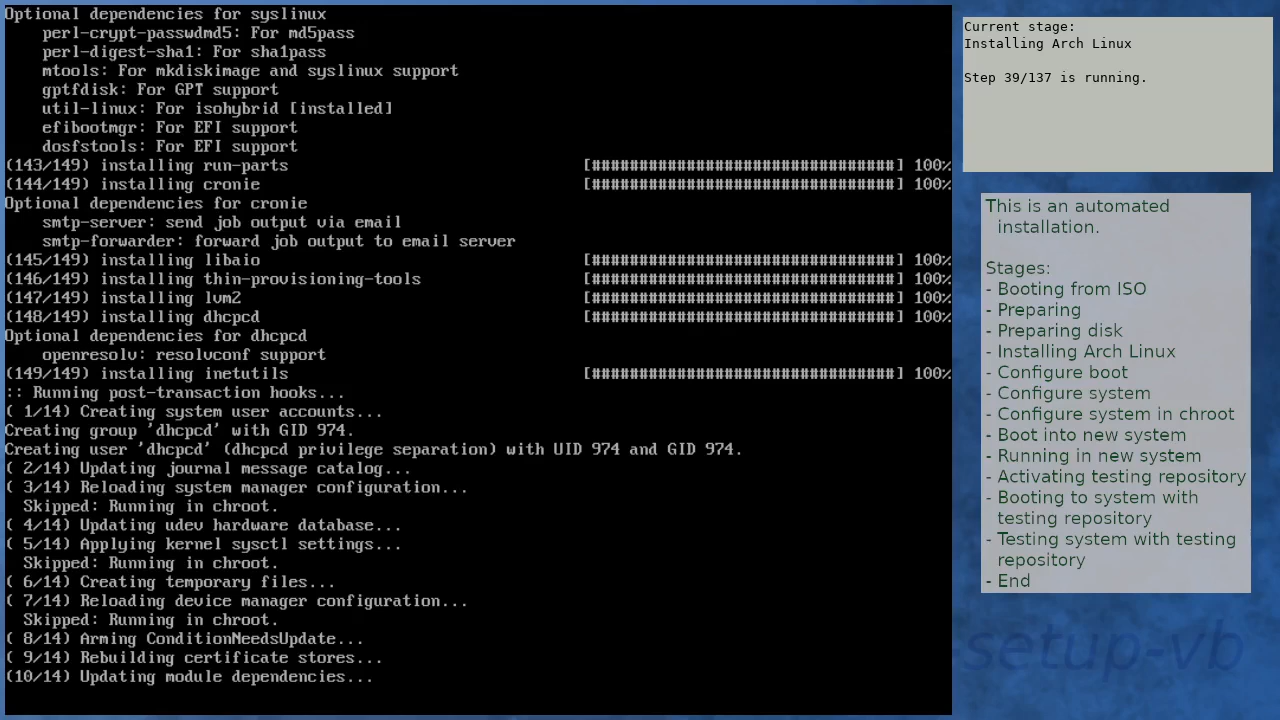 Optional dependencies for syslinux
perl-crypt-passwdmd5: For md5pass
perl-digest-sha1: For sha1pass
mtools: For mkdiskimage and syslinux support
gptfdisk: For GPT support
util-linux: For isohybrid [installed]
efibootmgr: For EFI support
dosfstools: For EFI support
(143/149) installing run-parts [################################] 100%
(144/149) installing cronie [################################] 100%
Optional dependencies for cronie
smtp-server: send job output via email
smtp-forwarder: forward job output to email server
(145/149) installing libaio [################################] 100%
(146/149) installing thin-provisioning-tools [################################] 100%
(147/149) installing lvm2 [################################] 100%
(148/149) installing dhcpcd [################################] 100%
Optional dependencies for dhcpcd
openresolv: resolvconf support
(149/149) installing inetutils [################################] 100%
:: Running post-transaction hooks...
( 1/14) Creating system user accounts...
Creating group 'dhcpcd' with GID 974.
Creating user 'dhcpcd' (dhcpcd privilege separation) with UID 974 and GID 974.
( 2/14) Updating journal message catalog...
( 3/14) Reloading system manager configuration...
Skipped: Running in chroot.
( 4/14) Updating udev hardware database...
( 5/14) Applying kernel sysctl settings...
Skipped: Running in chroot.
( 6/14) Creating temporary files...
( 7/14) Reloading device manager configuration...
Skipped: Running in chroot.
( 8/14) Arming ConditionNeedsUpdate...
( 9/14) Rebuilding certificate stores...
(10/14) Updating module dependencies...
Current stage:
Installing Arch Linux
Step 39/137 is running.
This is an automated
installation.
Stages:
- Booting from ISO
- Preparing
- Preparing disk
- Installing Arch Linux
- Configure boot
- Configure system
- Configure system in chroot
- Boot into new system
- Running in new system
- Activating testing repository
- Booting to system with
testing repository
- Testing system with testing
repository
- End
-setup-vb